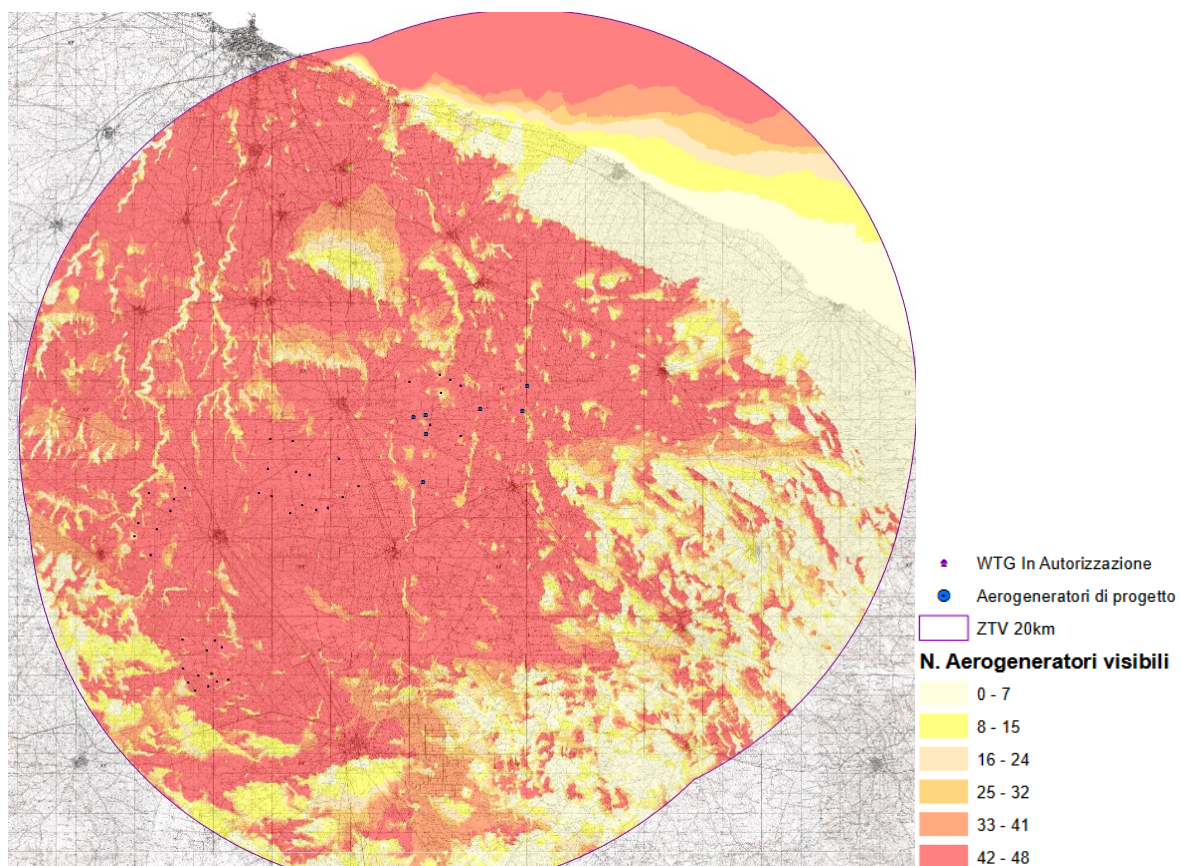 WTG In Autorizzazione
Aerogeneratori di progetto
ZTV 20km
N. Aerogeneratori visibili
0 - 7
8 - 15
16 - 24
25 - 32
33 - 41
42 - 48